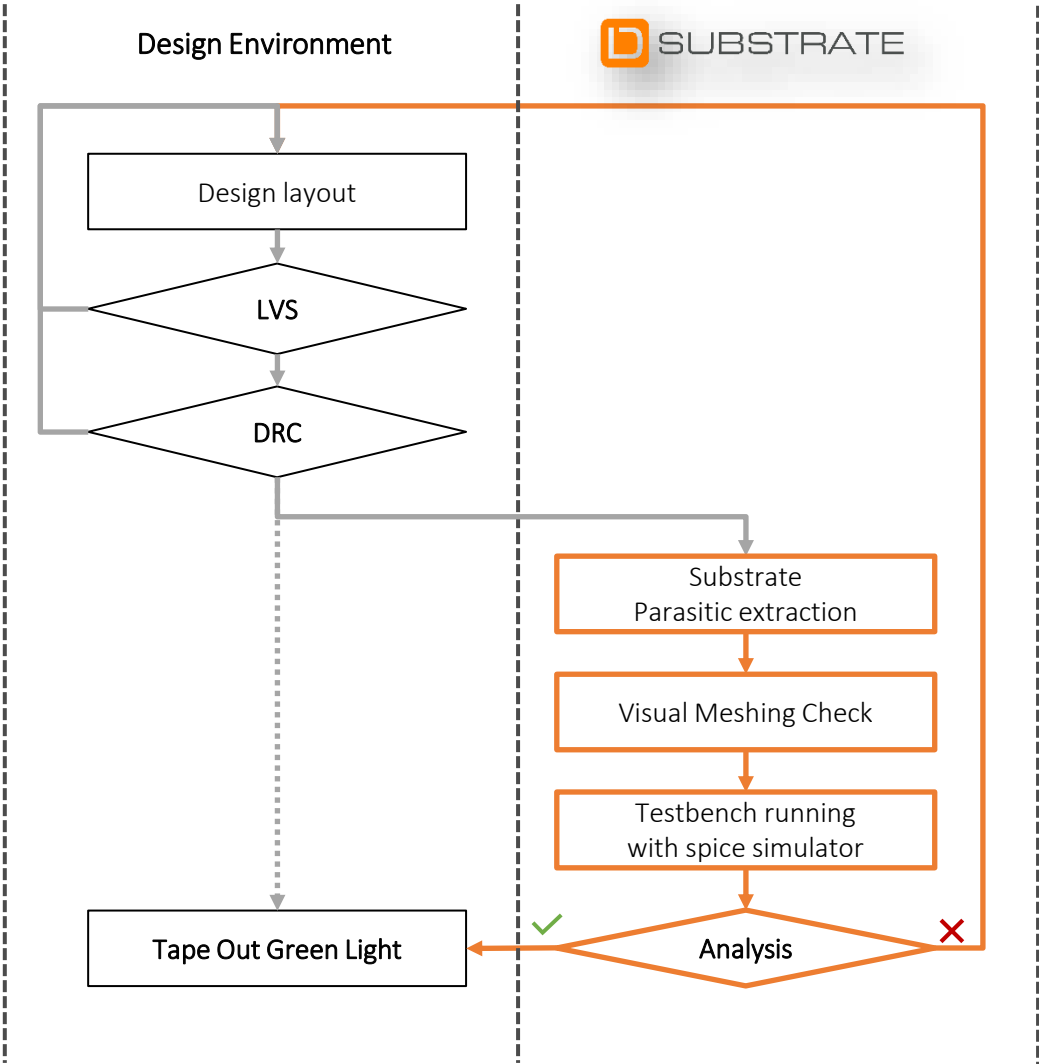 Design Environment
SUBSTRATE
Design layout
LVS
DRC
Substrate
Parasitic extraction
Visual Meshing Check
Testbench running
with spice simulator
Tape Out Green Light
Analysis